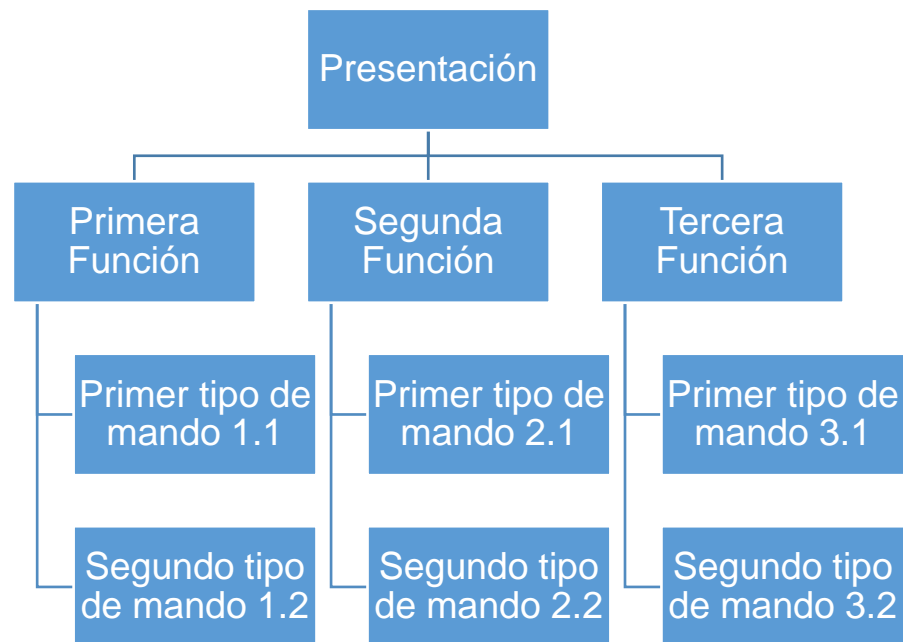 Presentación
Primera
Función
Segunda
Función
Tercera
Función
Primer tipo de
mando 1.1
Primer tipo de
mando 2.1
Primer tipo de
mando 3.1
Segundo tipo
de mando 1.2
Segundo tipo
de mando 2.2
Segundo tipo
de mando 3.2